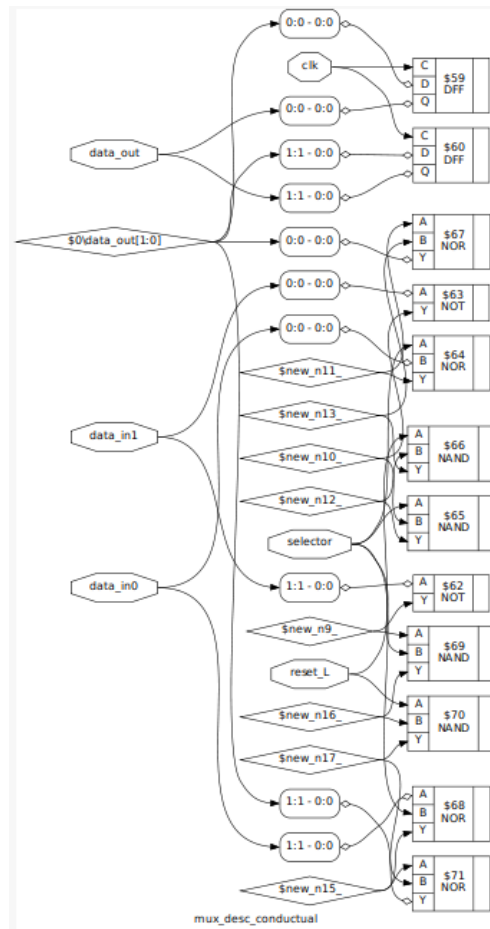 0:0 - 0:0
clk
C
D
Q
$59
DFF
0:0 - 0:0
data_out
1:1 - 0:0
C
D
Q
$60
DFF
1:1 - 0:0
$0\data_out[1:0]
0:0 - 0:0
A
B
Y
$67
NOR
0:0 - 0:0
A
Y
$63
NOT
0:0 - 0:0
A
B
Y
$64
NOR
$new_n11_
$new_n13_
data_in1
$new_n10_
A
B
Y
$66
NAND
$new_n12_
A
B
Y
$65
NAND
selector
data_in0
1:1 - 0:0
A
Y
$62
NOT
$new_n9_
A
B
Y
$69
NAND
reset_L
$new_n16_
A
B
Y
$70
NAND
$new_n17_
1:1 - 0:0
A
B
Y
$68
NOR
1:1 - 0:0
$new_n15_
A
B
Y
$71
NOR
mux_desc_conductual